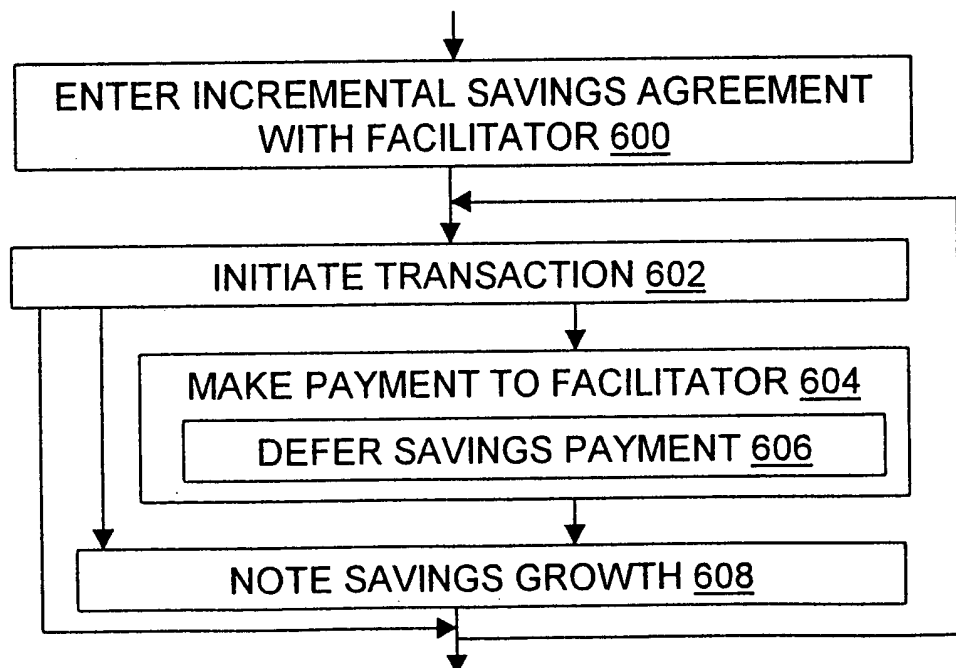 ENTER INCREMENTAL SAVINGS AGREEMENT
WITH FACILITATOR 600
INITIATE TRANSACTION 602
MAKE PAYMENT TO FACILITATOR 604
DEFER SAVINGS PAYMENT 606
NOTE SAVINGS GROWTH 608